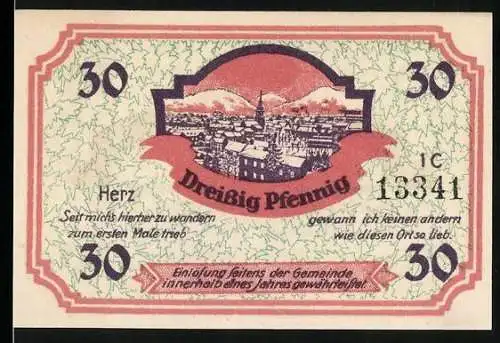 30
30
Dreißig Pfennig
1C
13341
Herz
Seit mich's hierher zu wandern
zum ersten Male trieb
gewann ich keinen andern
wie diesen Ort so lieb.
30
30
Einlösung seitens der Gemeinde
innerhalb eines Jahres gewährleistet